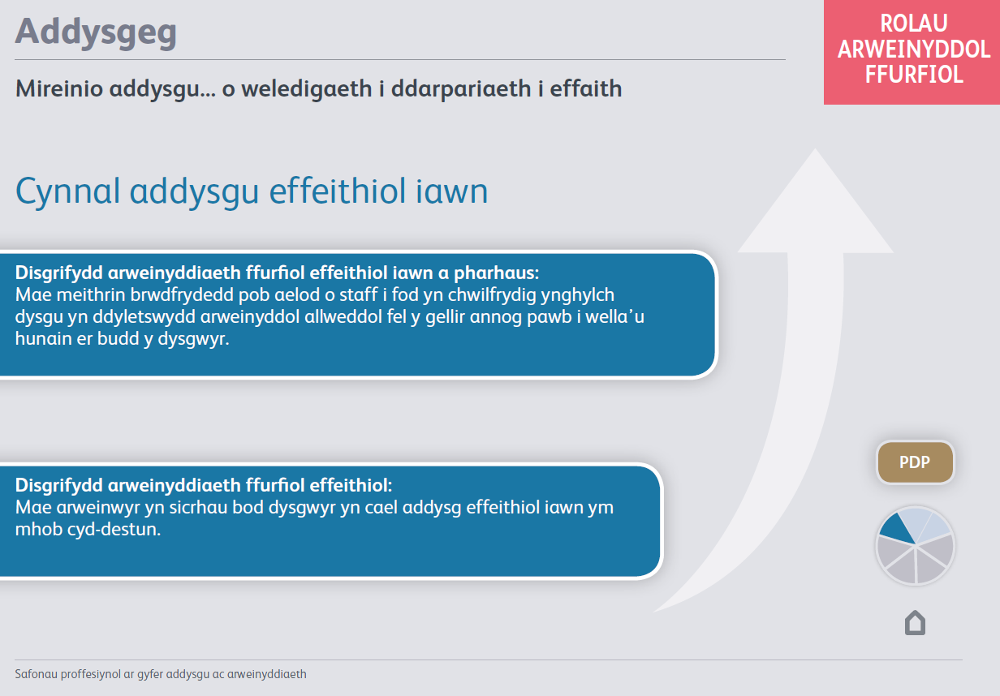 Addysgeg
ROLAU
ARWEINYDDOL
FFURFIOL
Mireinio addysgu... o weledigaeth i ddarpariaeth i effaith
Cynnal addysgu effeithiol iawn
Disgrifydd arweinyddiaeth ffurfiol effeithiol iawn a pharhaus:
Mae meithrin brwdfrydedd pob aelod o staff i fod yn chwilfrydig ynghylch
dysgu yn ddyletswydd arweinyddol allweddol fel y gellir annog pawb i wella’u
hunain er budd y dysgwyr.
Disgrifydd arweinyddiaeth ffurfiol effeithiol:
Mae arweinwyr yn sicrhau bod dysgwyr yn cael addysg effeithiol iawn ym
mhob cyd-destun.
PDP
Safonau proffesiynol ar gyfer addysgu ac arweinyddiaeth